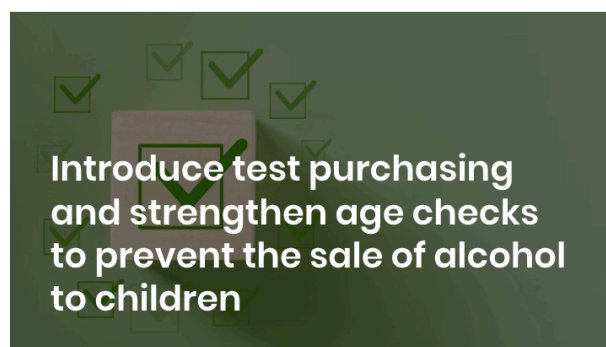 Introduce test purchasing
and strengthen age checks
to prevent the sale of alcohol
to children